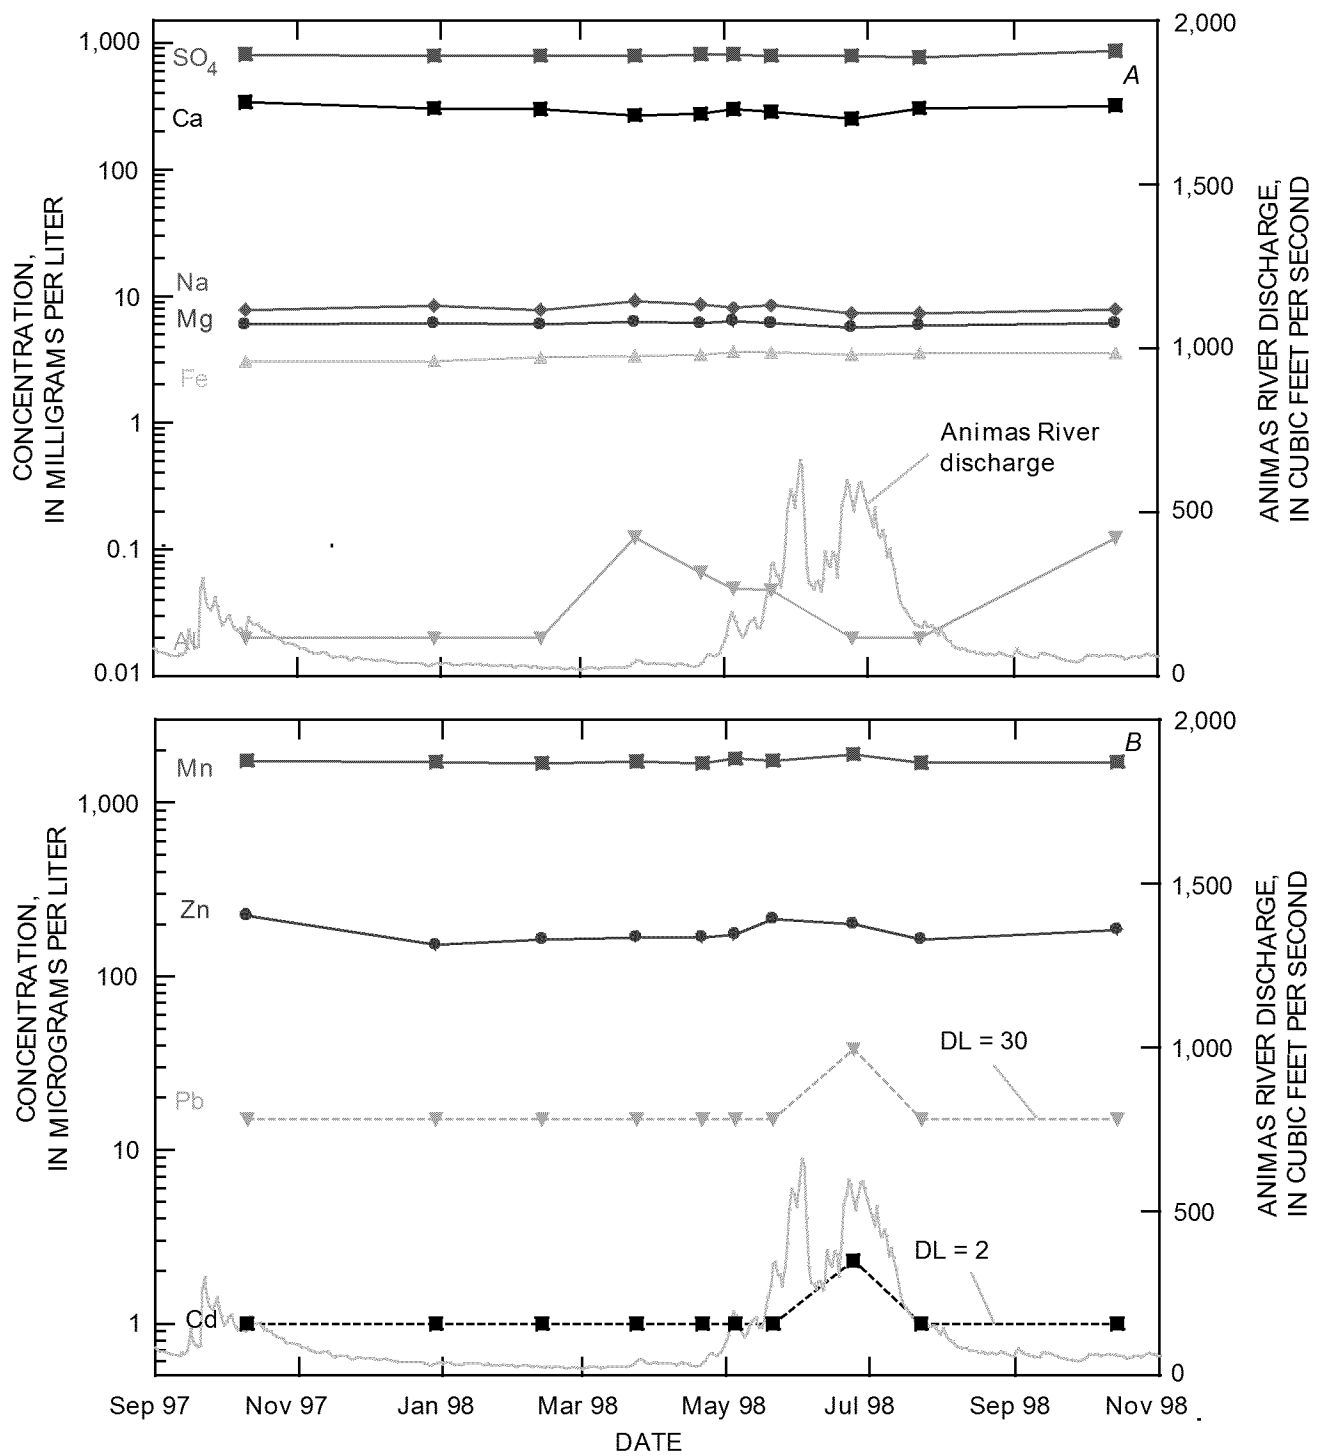 1,000
SO4
Ca
100
Na
10
Mg
Fe
1
0.1
Al
0.01
CONCENTRATION,
IN MILLIGRAMS PER LITER
Animas River
discharge
A
2,000
1,500
1,000
500
0
ANIMAS RIVER DISCHARGE,
IN CUBIC FEET PER SECOND
Mn
1,000
Zn
100
Pb
10
Cd
1
CONCENTRATION,
IN MICROGRAMS PER LITER
DL = 30
DL = 2
B
2,000
1,500
1,000
500
0
ANIMAS RIVER DISCHARGE,
IN CUBIC FEET PER SECOND
Sep 97 Nov 97 Jan 98 Mar 98 May 98 Jul 98 Sep 98 Nov 98
DATE